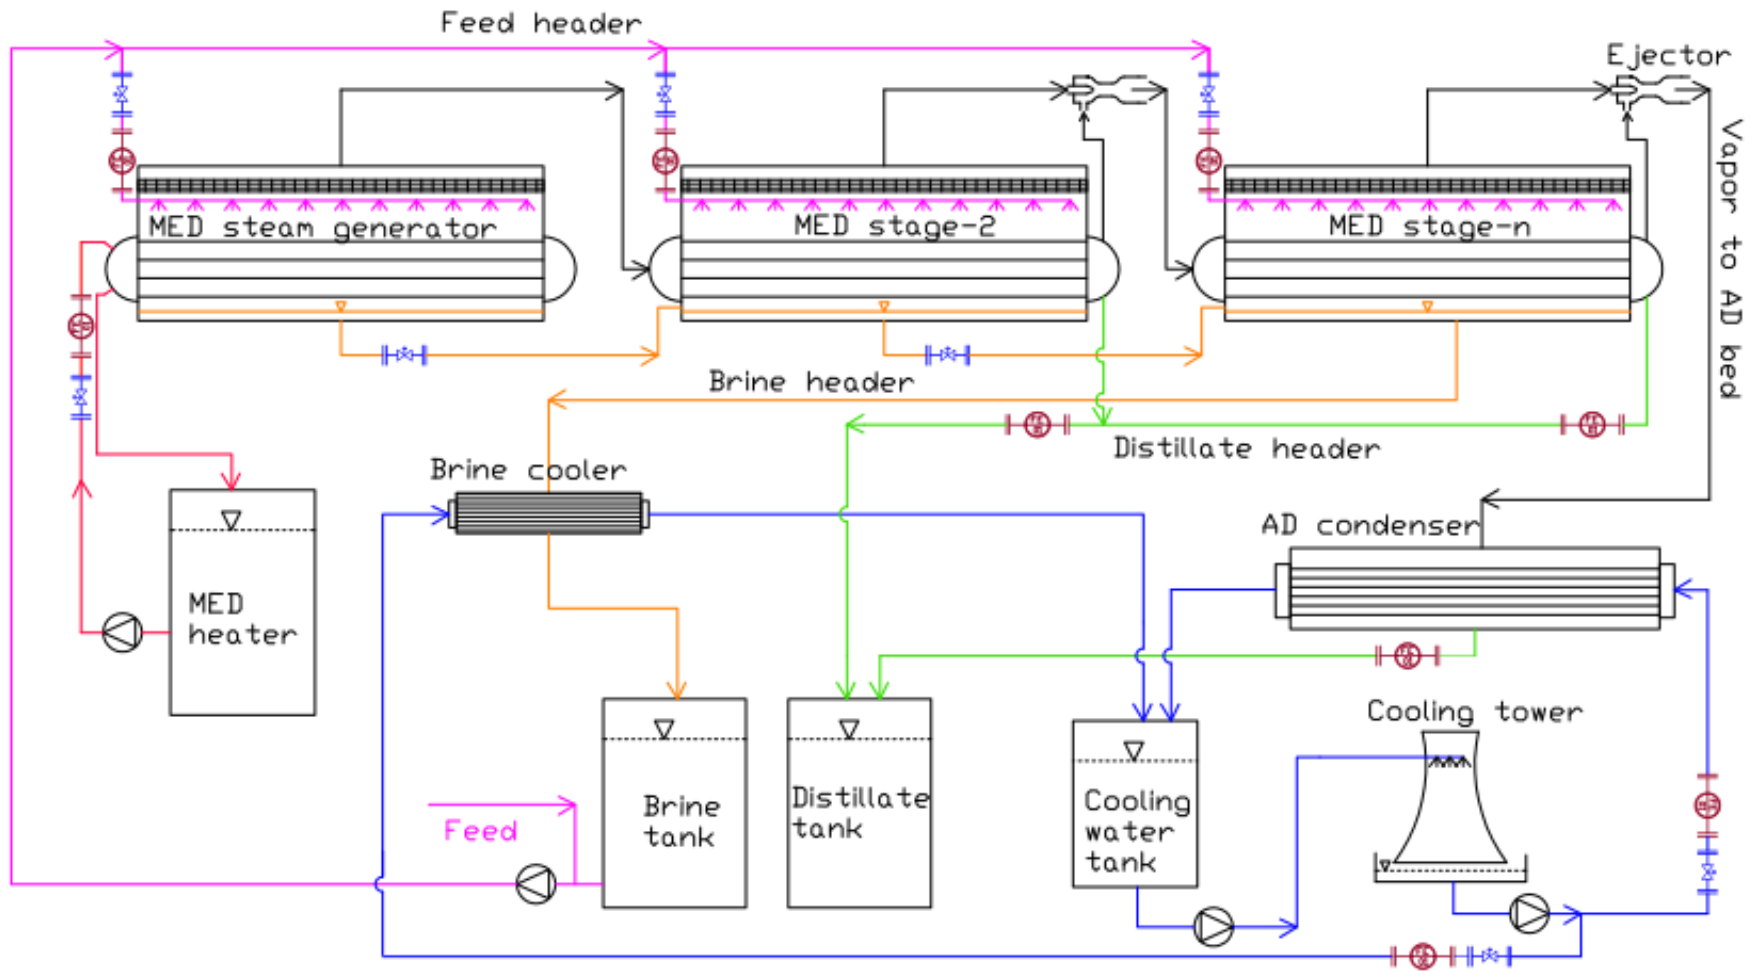 Feed header
Ejector
MED steam generator
MED stage-2
MED stage-n
Vapor to AD bed
Brine header
Distillate header
Brine cooler
AD condenser
MED
heater
Cooling tower
Brine
tank
Distillate
tank
Cooling
water
tank
Feed